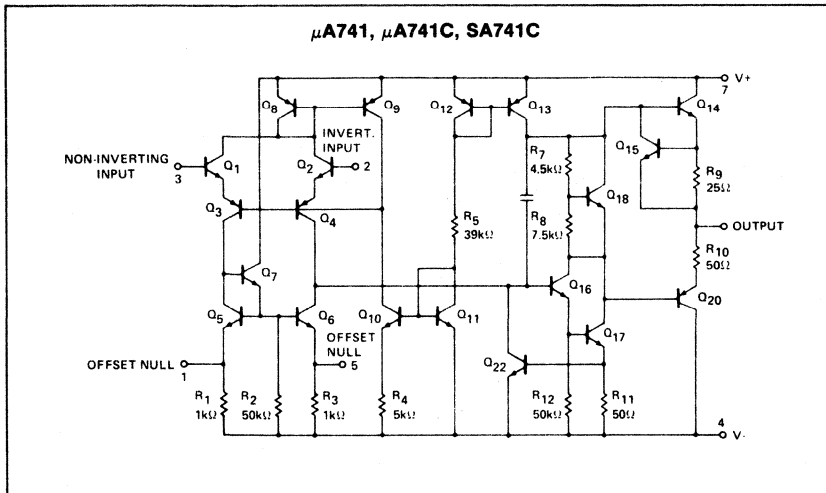 μA741, μA741C, SA741C
V+
7
Q8
Q9
Q12
Q13
Q14
INVERT.
INPUT
2
NON-INVERTING
INPUT
3
Q1
Q2
Q15
R7
4.5kΩ
R9
25Ω
Q18
Q3
Q4
R5
39kΩ
R8
7.5kΩ
OUTPUT
R10
50Ω
Q7
Q16
Q20
Q5
Q6
Q10
Q11
Q17
OFFSET
NULL
5
Q22
OFFSET NULL
1
R1
1kΩ
R2
50kΩ
R3
1kΩ
R4
5kΩ
R12
50kΩ
R11
50Ω
4
V-